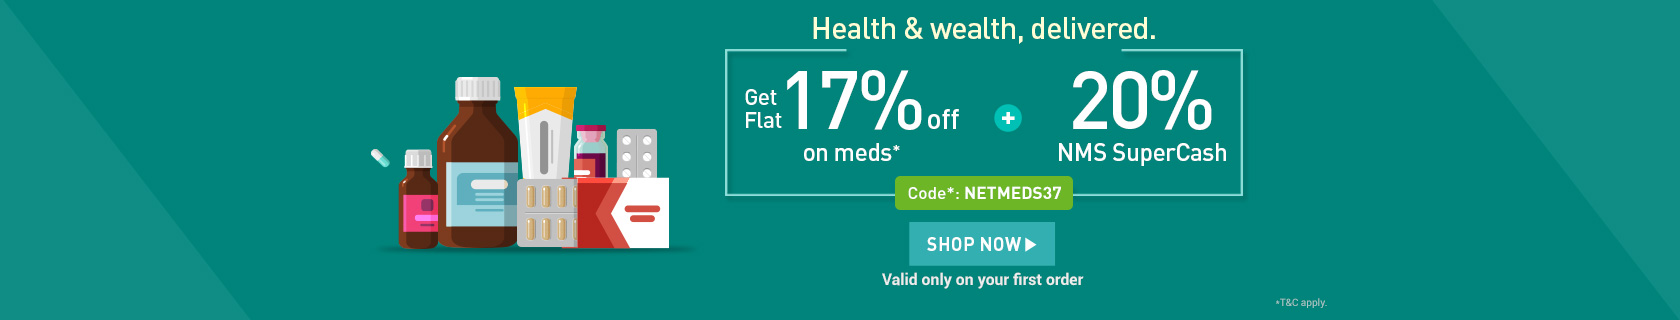 Health & wealth, delivered.
Get Flat 17% off
on meds*
+
20%
NMS SuperCash
Code*: NETMEDS37
SHOP NOW▶
Valid only on your first order
*T&C apply.